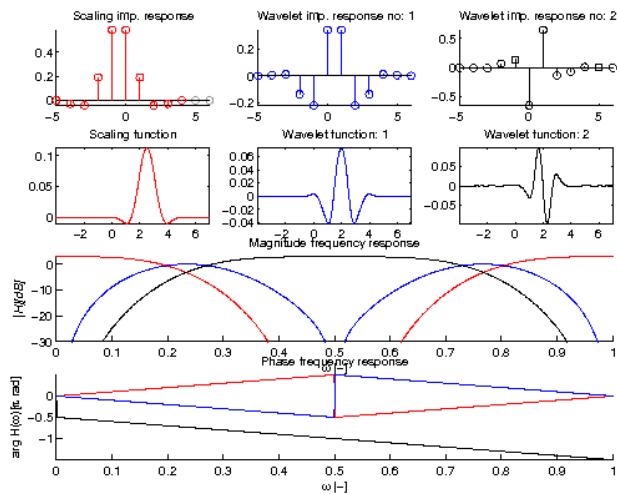 Scaling imp. response
Wavelet imp. response no: 1
Wavelet imp. response no: 2
0.4
0.2
0
-5 0 5
0.2
0
-0.2
-5 0 5
0.5
0
-0.5
-5 0 5
Scaling function
Wavelet function: 1
Wavelet function: 2
0.1
0.05
0
-4 -2 0 2 4 6
0.06
0.04
0.02
0
-0.02
-0.04
-4 -2 0 2 4 6
0.05
0
-0.05
-4 -2 0 2 4 6
Magnitude frequency response
|H|[dB]
0
-10
-20
-30
0 0.1 0.2 0.3 0.4 0.5 0.6 0.7 0.8 0.9 1
ω [-]
Phase frequency response
arg H(ω)[π rad]
0
-0.5
-1
0 0.1 0.2 0.3 0.4 0.5 0.6 0.7 0.8 0.9 1
ω [-]